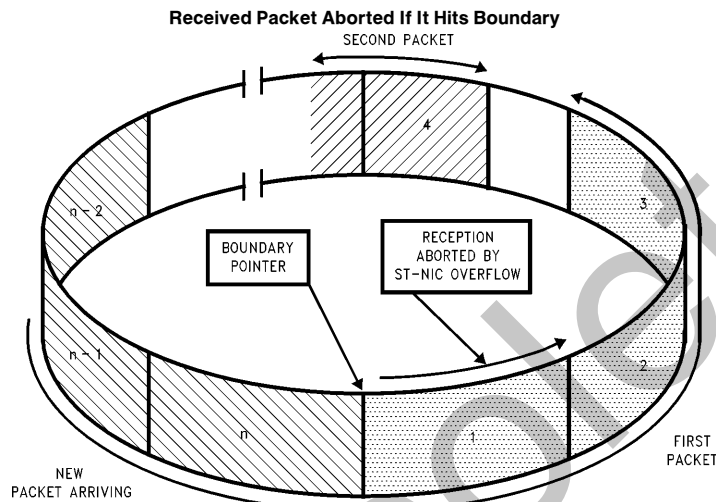 Received Packet Aborted If It Hits Boundary
SECOND PACKET
4
3
n - 2
BOUNDARY
POINTER
RECEPTION
ABORTED BY
ST-NIC OVERFLOW
n - 1
2
n
1
FIRST
PACKET
NEW
PACKET ARRIVING
olet